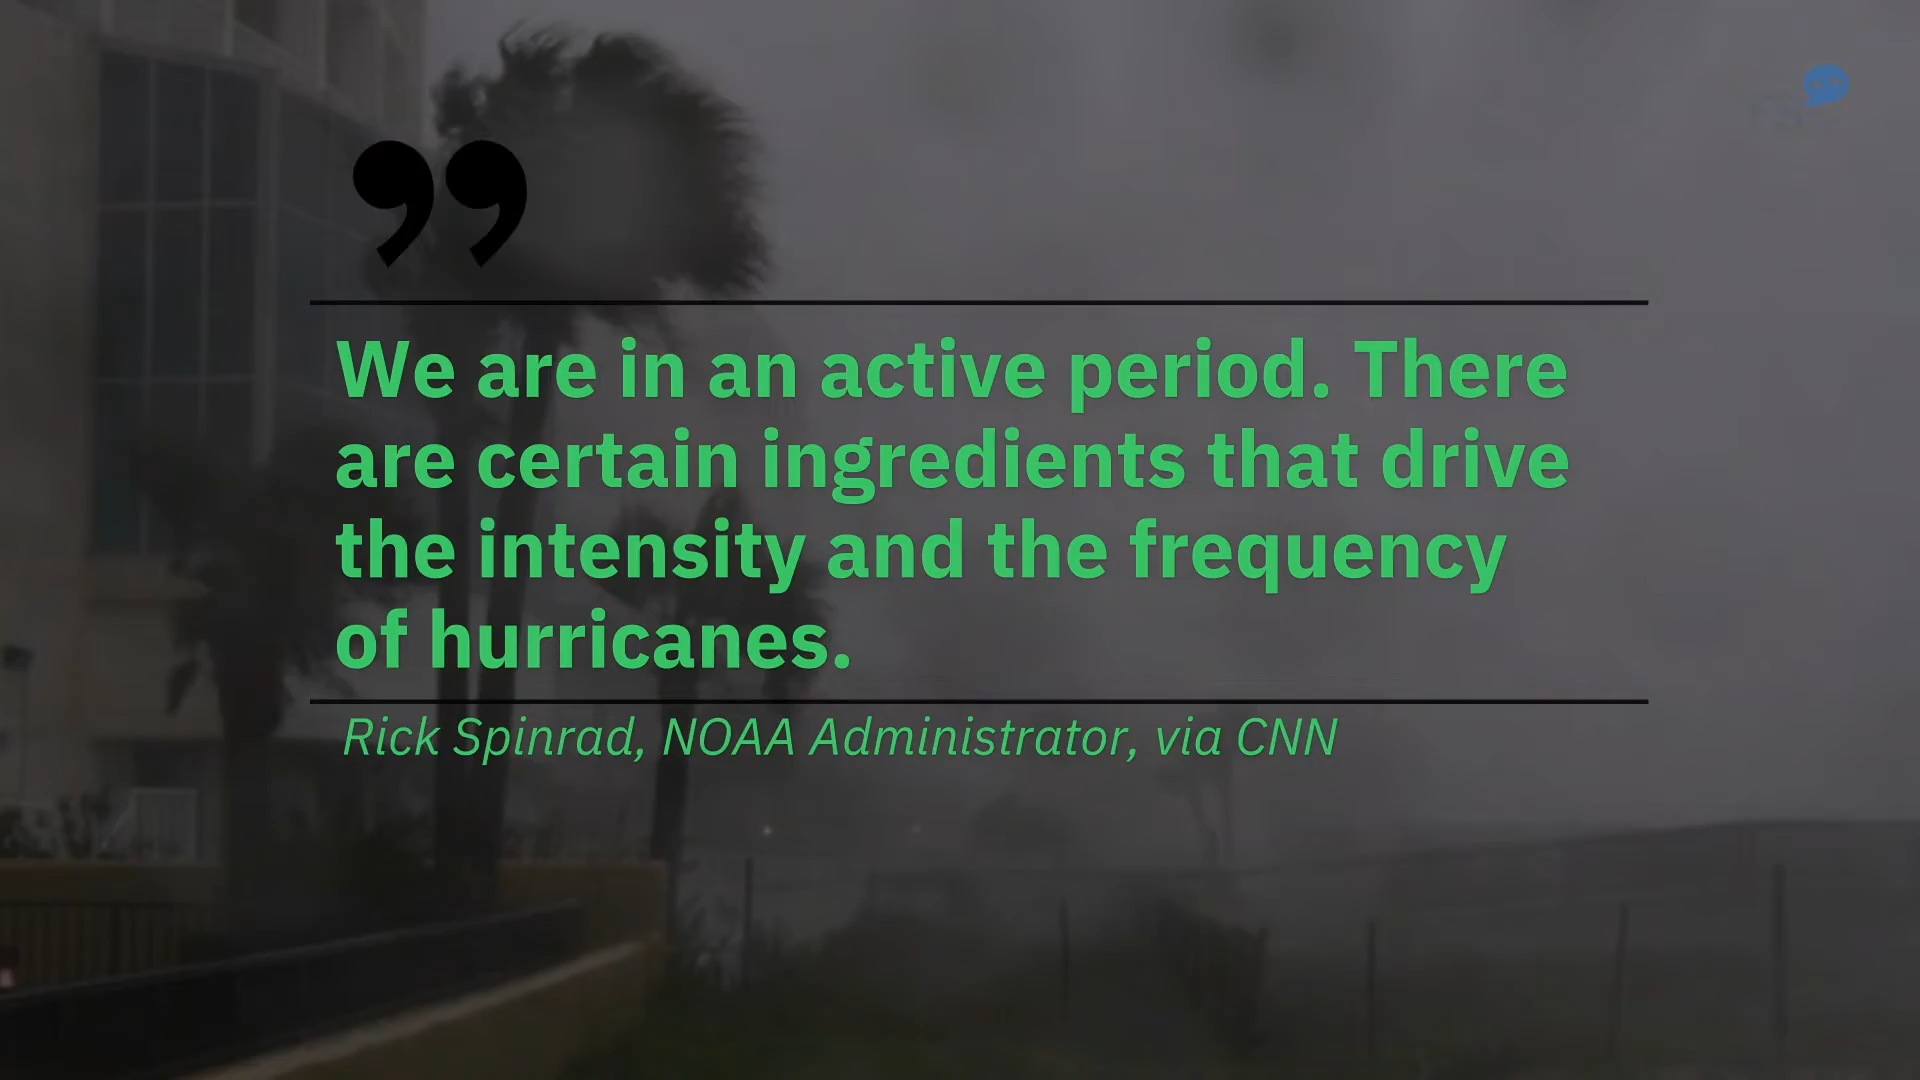 ”
We are in an active period. There
are certain ingredients that drive
the intensity and the frequency
of hurricanes.
Rick Spinrad, NOAA Administrator, via CNN